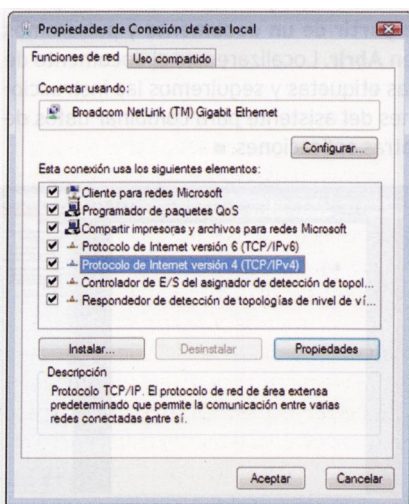 Propiedades de Conexión de área local
Funciones de red
Uso compartido
Conectar usando:
Broadcom NetLink (TM) Gigabit Ethernet
Configurar...
Esta conexión usa los siguientes elementos:
Cliente para redes Microsoft
Programador de paquetes QoS
Compartir impresoras y archivos para redes Microsoft
Protocolo de Internet versión 6 (TCP/IPv6)
Protocolo de Internet versión 4 (TCP/IPv4)
Controlador de E/S del asignador de detección de topol...
Respondedor de detección de topologías de nivel de ví...
Instalar...
Desinstalar
Propiedades
Descripción
Protocolo TCP/IP. El protocolo de red de área extensa
predeterminado que permite la comunicación entre varias
redes conectadas entre sí.
Aceptar
Cancelar